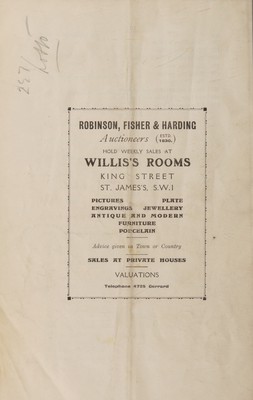 ROBINSON, FISHER & HARDING
Auctioneers (ESTD. 1830.)
HOLD WEEKLY SALES AT
WILLIS'S ROOMS
KING STREET
ST. JAMES'S, S.W.1
PICTURES PLATE
ENGRAVINGS JEWELLERY
ANTIQUE AND MODERN
FURNITURE
PORCELAIN
Advice given in Town or Country
SALES AT PRIVATE HOUSES
VALUATIONS
Telephone 4725 Gerrard